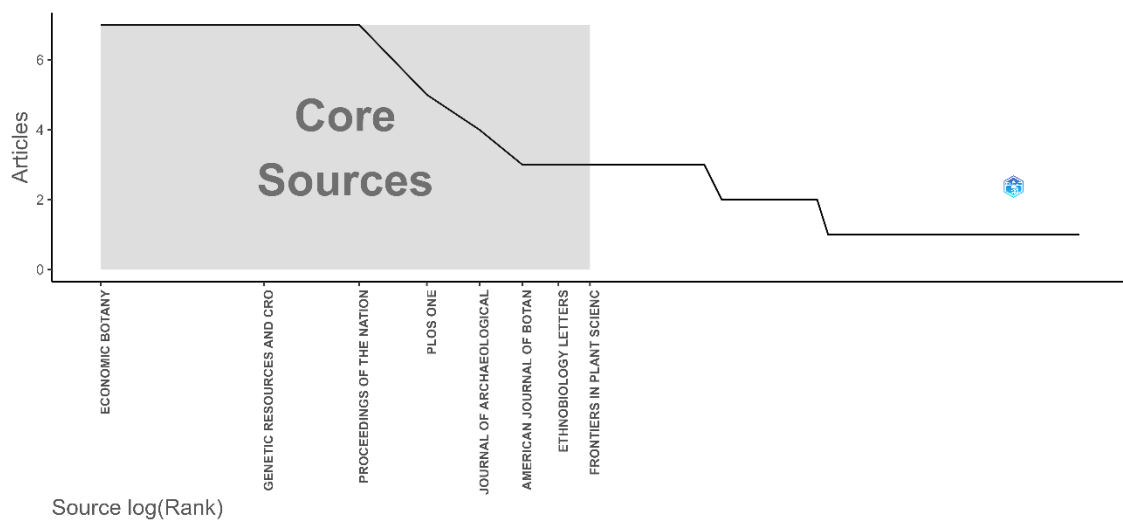 Core
Sources
Articles
6
4
2
0
ECONOMIC BOTANY
GENETIC RESOURCES AND CRO
PROCEEDINGS OF THE NATION
PLOS ONE
JOURNAL OF ARCHAEOLOGICAL
AMERICAN JOURNAL OF BOTAN
ETHNOBIOLOGY LETTERS
FRONTIERS IN PLANT SCIENC
Source log(Rank)